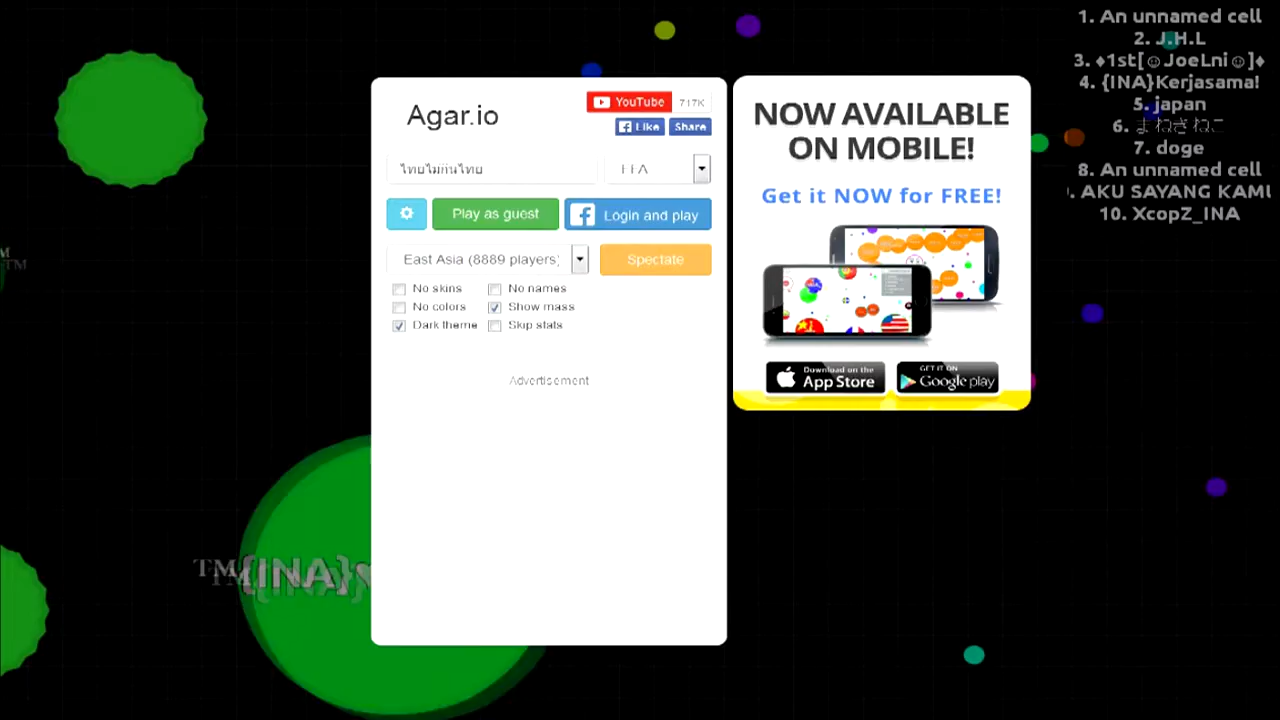 Agar.io
YouTube 717K
Like Share
ไทยไม่กินไทย
FFA
Play as guest
Login and play
East Asia (8889 players)
Spectate
No skins
No names
No colors
Show mass
Dark theme
Skip stats
Advertisement
NOW AVAILABLE
ON MOBILE!
Get it NOW for FREE!
Download on the
App Store
GET IT ON
Google play
1. An unnamed cell
2. J.H.L
3. ♦1st[☺JoeLni☺]♦
4. {INA}Kerjasama!
5. japan
6. まねきねこ
7. doge
8. An unnamed cell
. AKU SAYANG KAMU
10. XcopZ_INA
TM{INA}
TM